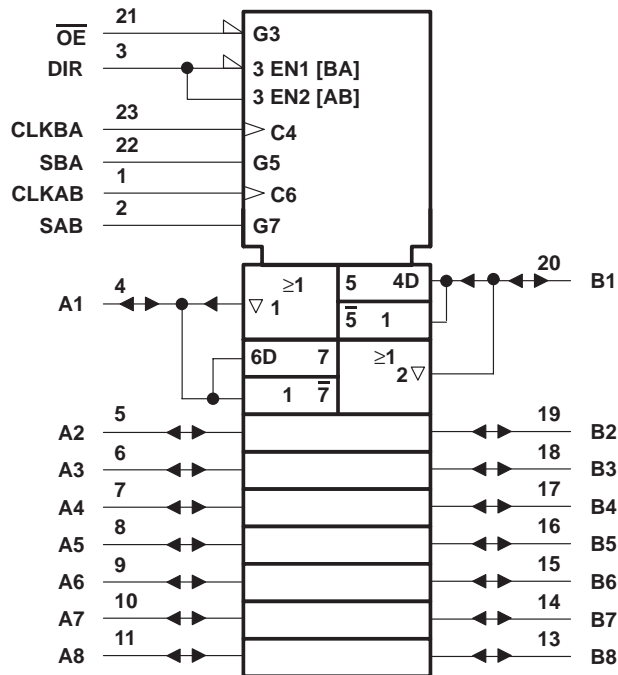 OE 21 G3
DIR 3 3 EN1 [BA]
3 EN2 [AB]
CLKBA 23 C4
SBA 22 G5
CLKAB 1 C6
SAB 2 G7
A1 4 ≥1 ▽ 1 5 4D 20 B1
5̅ 1
6D 7 ≥1 2 ▽
1 7̅
A2 5 19 B2
A3 6 18 B3
A4 7 17 B4
A5 8 16 B5
A6 9 15 B6
A7 10 14 B7
A8 11 13 B8